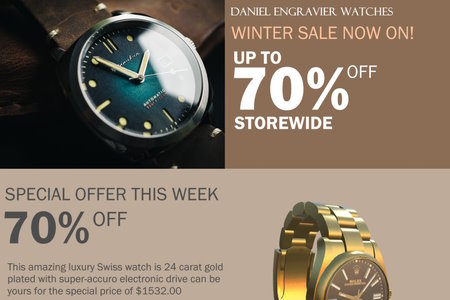 DANIEL ENGRAVIER WATCHES
WINTER SALE NOW ON!
UP TO
70% OFF
STOREWIDE
AUTOMATIC
SPECIAL OFFER THIS WEEK
70% OFF
This amazing luxury Swiss watch is 24 carat gold
plated with super-accuro electronic drive can be
yours for the special price of $1532.00
ROLEX